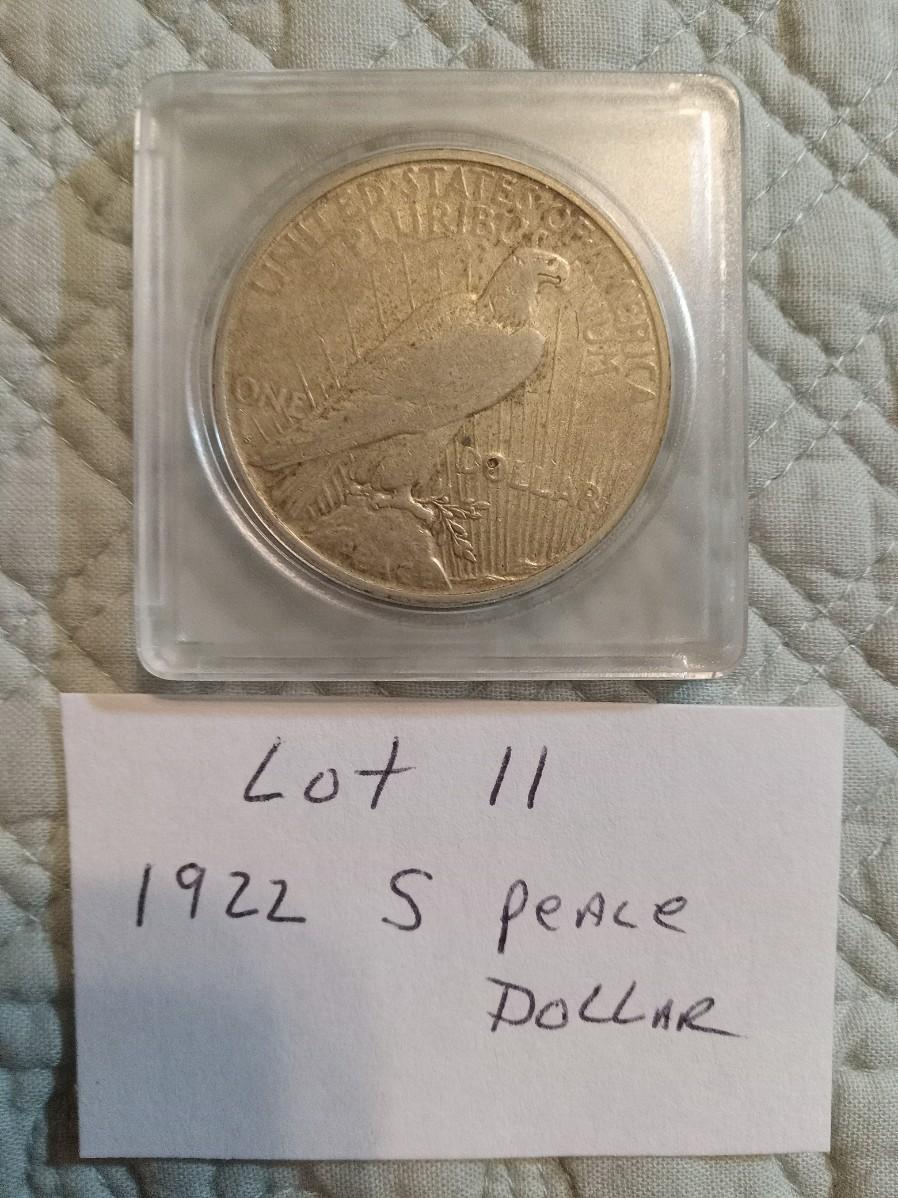 UNITED·STATES·OF·AMERICA
E PLURIBUS UNUM
ONE DOLLAR
Lot 11
1922 S PEACE
DOLLAR